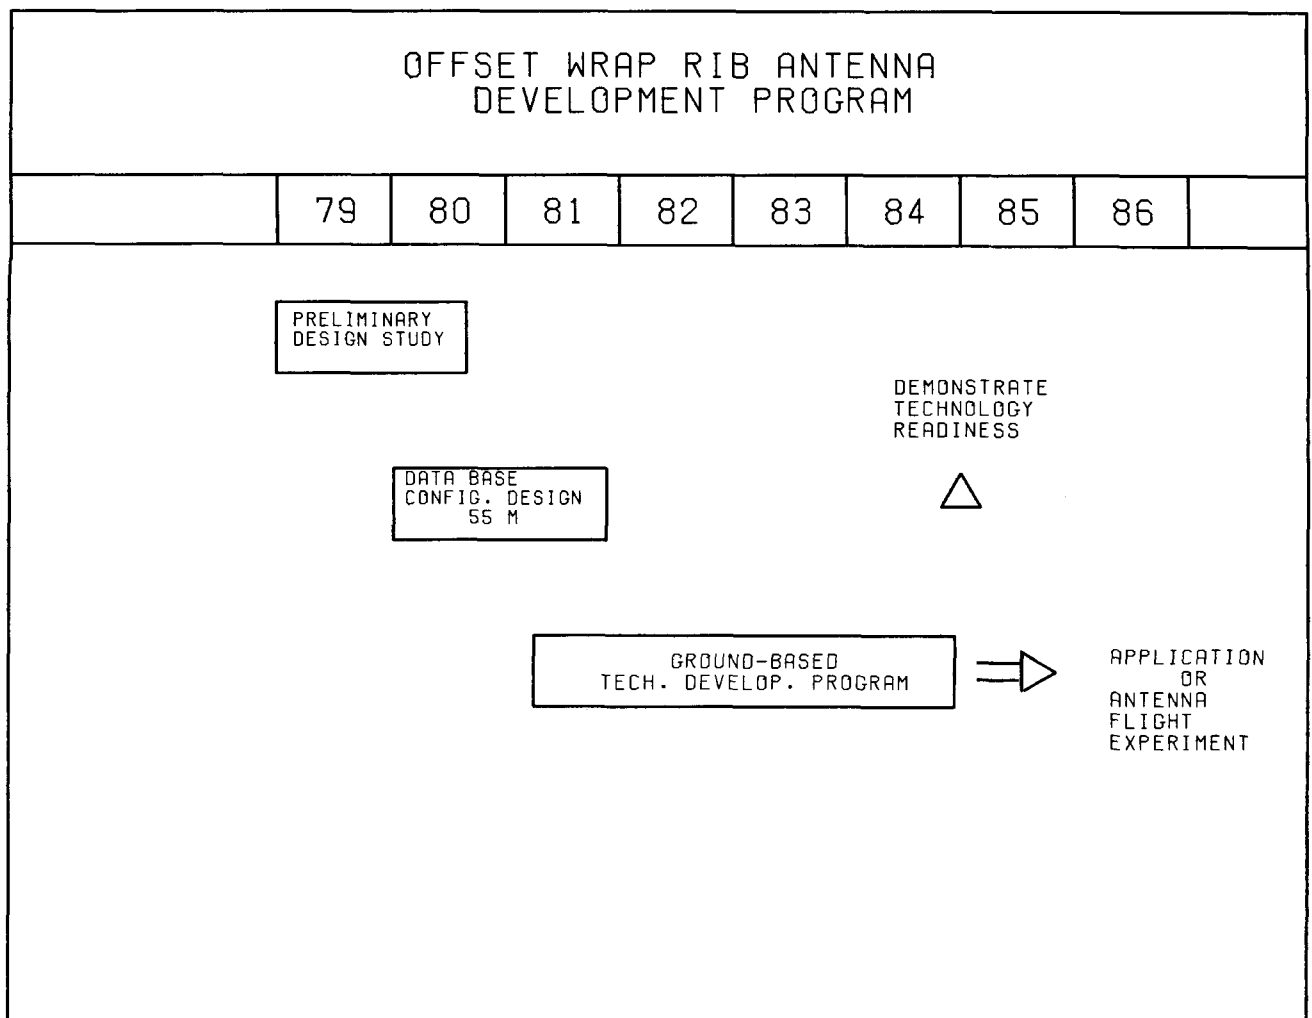 OFFSET WRAP RIB ANTENNA
DEVELOPMENT PROGRAM
79 80 81 82 83 84 85 86
PRELIMINARY
DESIGN STUDY
DEMONSTRATE
TECHNOLOGY
READINESS
DATA BASE
CONFIG. DESIGN
55 M
GROUND-BASED
TECH. DEVELOP. PROGRAM
APPLICATION
OR
ANTENNA
FLIGHT
EXPERIMENT